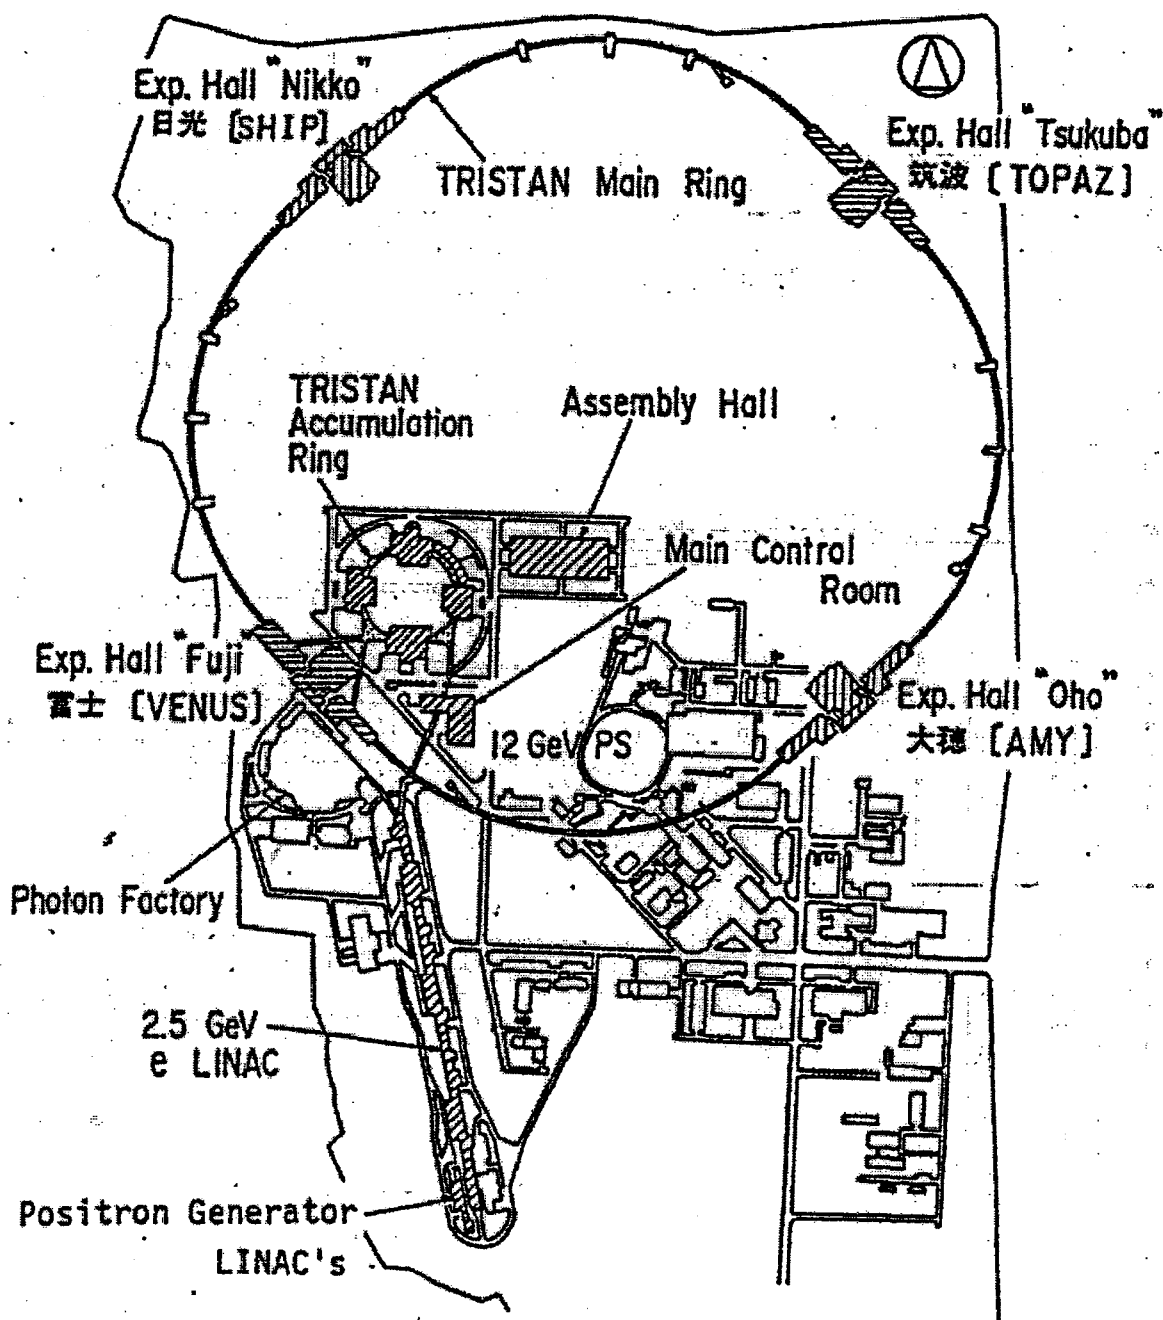 Exp. Hall "Nikko"
日光 [SHIP]
Exp. Hall "Tsukuba"
筑波 [TOPAZ]
TRISTAN Main Ring
TRISTAN
Accumulation
Ring
Assembly Hall
Main Control
Room
Exp. Hall "Fuji"
富士 [VENUS]
Exp. Hall "Oho"
大穂 [AMY]
12 GeV PS
Photon Factory
2.5 GeV
e LINAC
Positron Generator
LINAC's